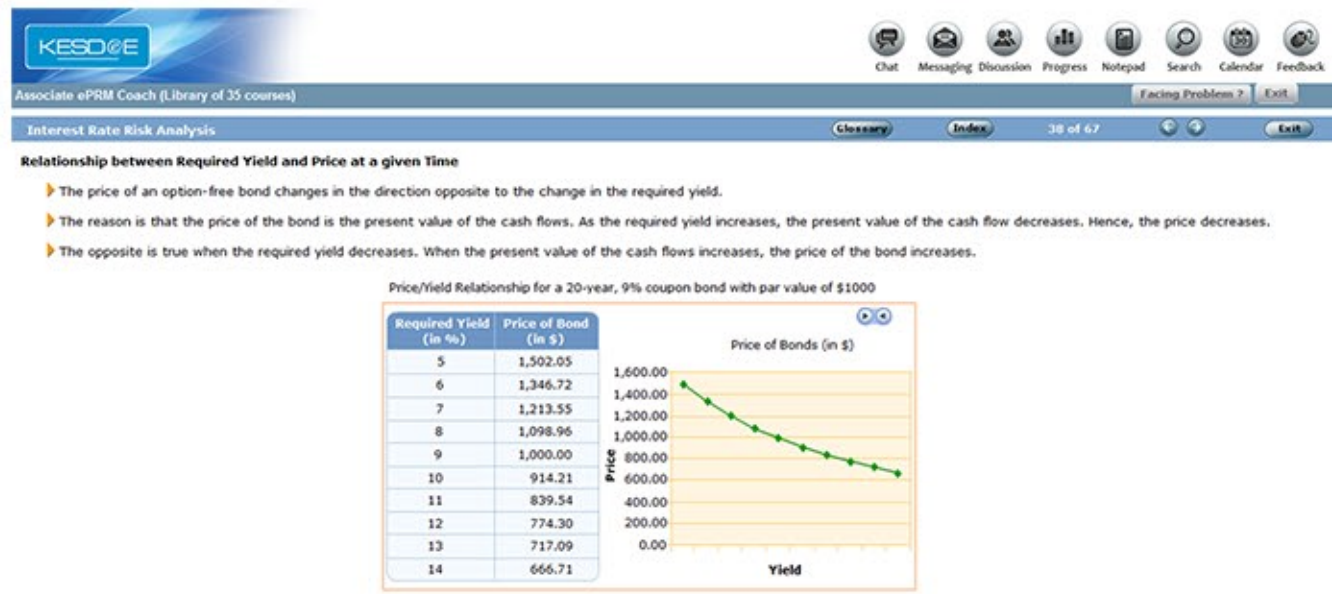 KESD@E
Chat Messaging Discussion Progress Notepad Search Calendar Feedback
Associate ePRM Coach (Library of 35 courses) Facing Problem ? Exit
Interest Rate Risk Analysis Glossary Index 38 of 67 Exit
Relationship between Required Yield and Price at a given Time
The price of an option-free bond changes in the direction opposite to the change in the required yield.
The reason is that the price of the bond is the present value of the cash flows. As the required yield increases, the present value of the cash flow decreases. Hence, the price decreases.
The opposite is true when the required yield decreases. When the present value of the cash flows increases, the price of the bond increases.
Price/Yield Relationship for a 20-year, 9% coupon bond with par value of $1000
Required Yield (in %) Price of Bond (in $)
5 1,502.05
6 1,346.72
7 1,213.55
8 1,098.96
9 1,000.00
10 914.21
11 839.54
12 774.30
13 717.09
14 666.71
Price of Bonds (in $)
1,600.00
1,400.00
1,200.00
1,000.00
800.00
600.00
400.00
200.00
0.00
Price
Yield